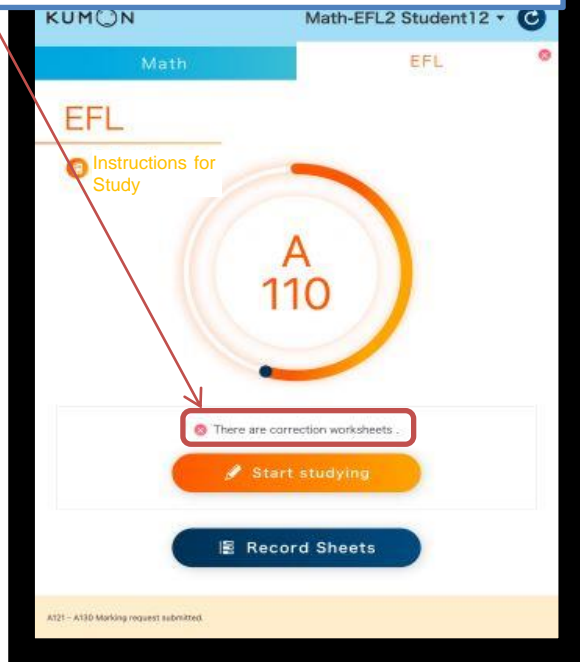 KUMON
Math-EFL2 Student12
Math
EFL
EFL
Instructions for
Study
A
110
There are correction worksheets .
Start studying
Record Sheets
A121 – A130 Marking request submitted.